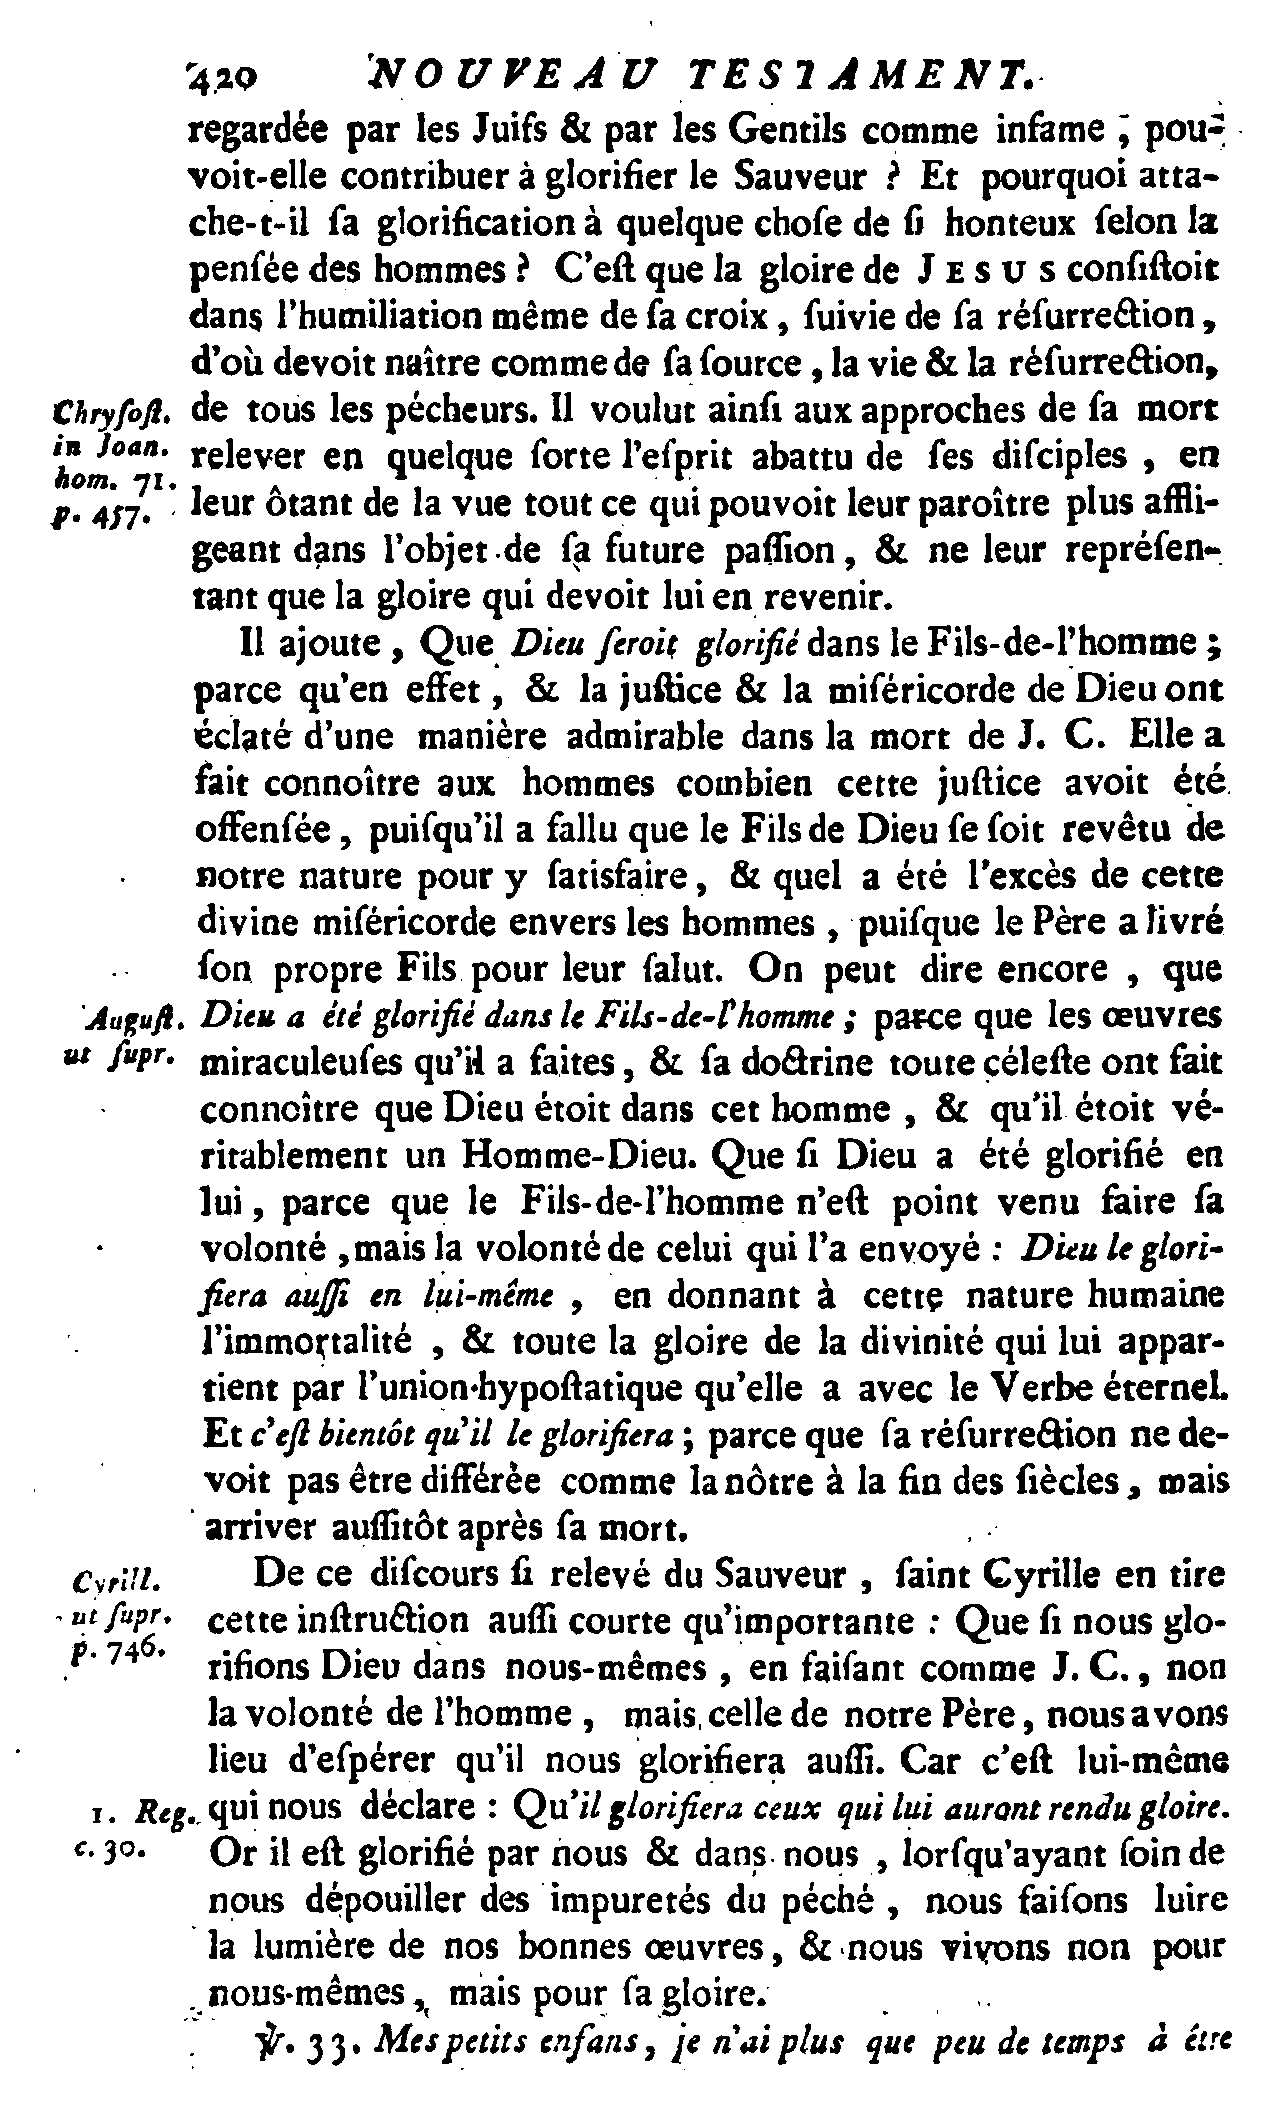 420 NOUVEAU TESTAMENT.
regardée par les Juifs & par les Gentils comme infame, pou-
voit-elle contribuer à glorifier le Sauveur ? Et pourquoi atta-
che-t-il ſa glorification à quelque choſe de ſi honteux ſelon la
penſée des hommes ? C'eſt que la gloire de JESUS conſiſtoit
dans l'humiliation même de ſa croix, ſuivie de ſa réſurrection,
d'où devoit naître comme de ſa ſource, la vie & la réſurrection,
Chryſoſt. de tous les pécheurs. Il voulut ainſi aux approches de ſa mort
in Joan. relever en quelque ſorte l'eſprit abattu de ſes diſciples, en
hom. 71.
p. 457. leur ôtant de la vue tout ce qui pouvoit leur paroître plus affli-
geant dans l'objet de ſa future paſſion, & ne leur repréſen-
tant que la gloire qui devoit lui en revenir.
Il ajoute, Que Dieu ſeroit glorifié dans le Fils-de-l'homme ;
parce qu'en effet, & la juſtice & la miſéricorde de Dieu ont
éclaté d'une manière admirable dans la mort de J. C. Elle a
fait connoître aux hommes combien cette juſtice avoit été
offenſée, puiſqu'il a fallu que le Fils de Dieu ſe ſoit revêtu de
notre nature pour y ſatisfaire, & quel a été l'excès de cette
divine miſéricorde envers les hommes, puiſque le Père a livré
ſon propre Fils pour leur ſalut. On peut dire encore, que
Auguſt. Dieu a été glorifié dans le Fils-de-l'homme ; parce que les œuvres
ut ſupr. miraculeuſes qu'il a faites, & ſa doctrine toute céleſte ont fait
connoître que Dieu étoit dans cet homme, & qu'il étoit vé-
ritablement un Homme-Dieu. Que ſi Dieu a été glorifié en
lui, parce que le Fils-de-l'homme n'eſt point venu faire ſa
volonté, mais la volonté de celui qui l'a envoyé : Dieu le glori-
fiera auſſi en lui-même, en donnant à cette nature humaine
l'immortalité, & toute la gloire de la divinité qui lui appar-
tient par l'union-hypoſtatique qu'elle a avec le Verbe éternel.
Et c'eſt bientôt qu'il le glorifiera ; parce que ſa réſurrection ne de-
voit pas être différée comme la nôtre à la fin des ſiècles, mais
arriver auſſitôt après ſa mort.
Cyrill. De ce diſcours ſi relevé du Sauveur, ſaint Cyrille en tire
ut ſupr. cette inſtruction auſſi courte qu'importante : Que ſi nous glo-
p. 746. rifions Dieu dans nous-mêmes, en faiſant comme J. C., non
la volonté de l'homme, mais celle de notre Père, nous avons
lieu d'eſpérer qu'il nous glorifiera auſſi. Car c'eſt lui-même
1. Reg. qui nous déclare : Qu'il glorifiera ceux qui lui auront rendu gloire.
c. 30. Or il eſt glorifié par nous & dans nous, lorſqu'ayant ſoin de
nous dépouiller des impuretés du péché, nous faiſons luire
la lumière de nos bonnes œuvres, & nous vivons non pour
nous-mêmes, mais pour ſa gloire.
℣. 33. Mes petits enfans, je n'ai plus que peu de temps à être